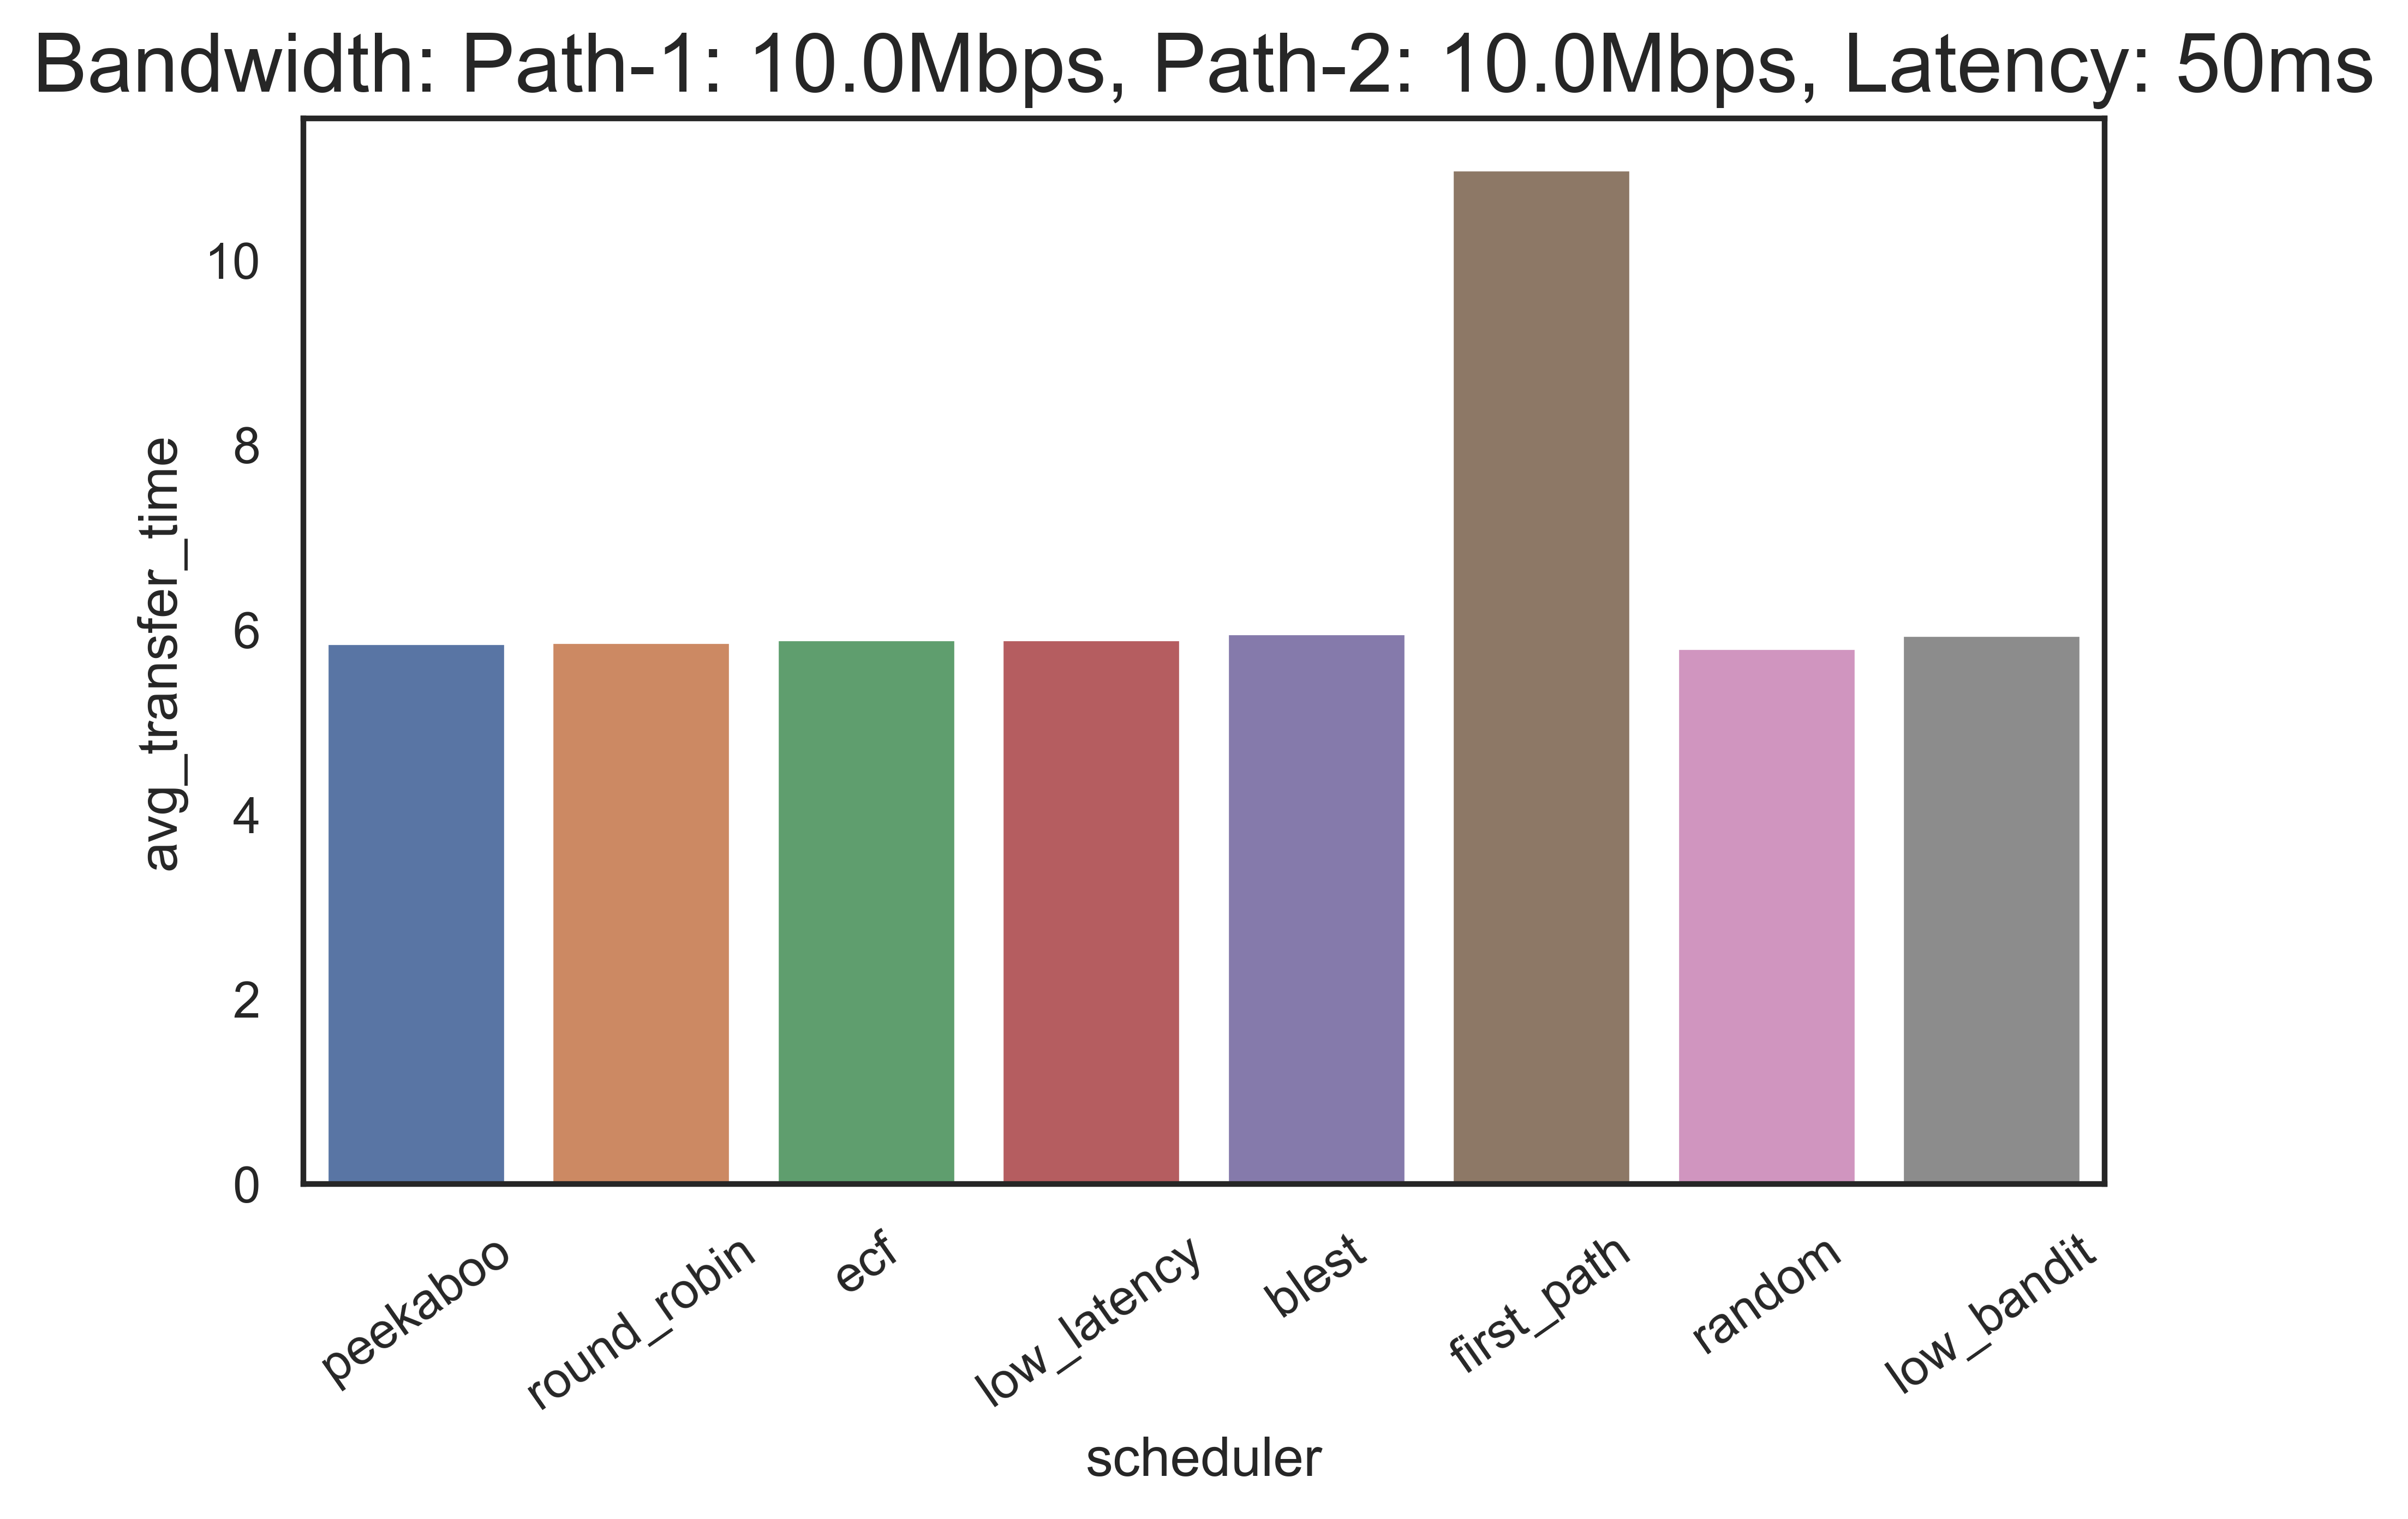 Bandwidth: Path-1: 10.0Mbps, Path-2: 10.0Mbps, Latency: 50ms
avg_transfer_time
10
8
6
4
2
0
peekaboo
round_robin
ecf
low_latency
blest
first_path
random
low_bandit
scheduler